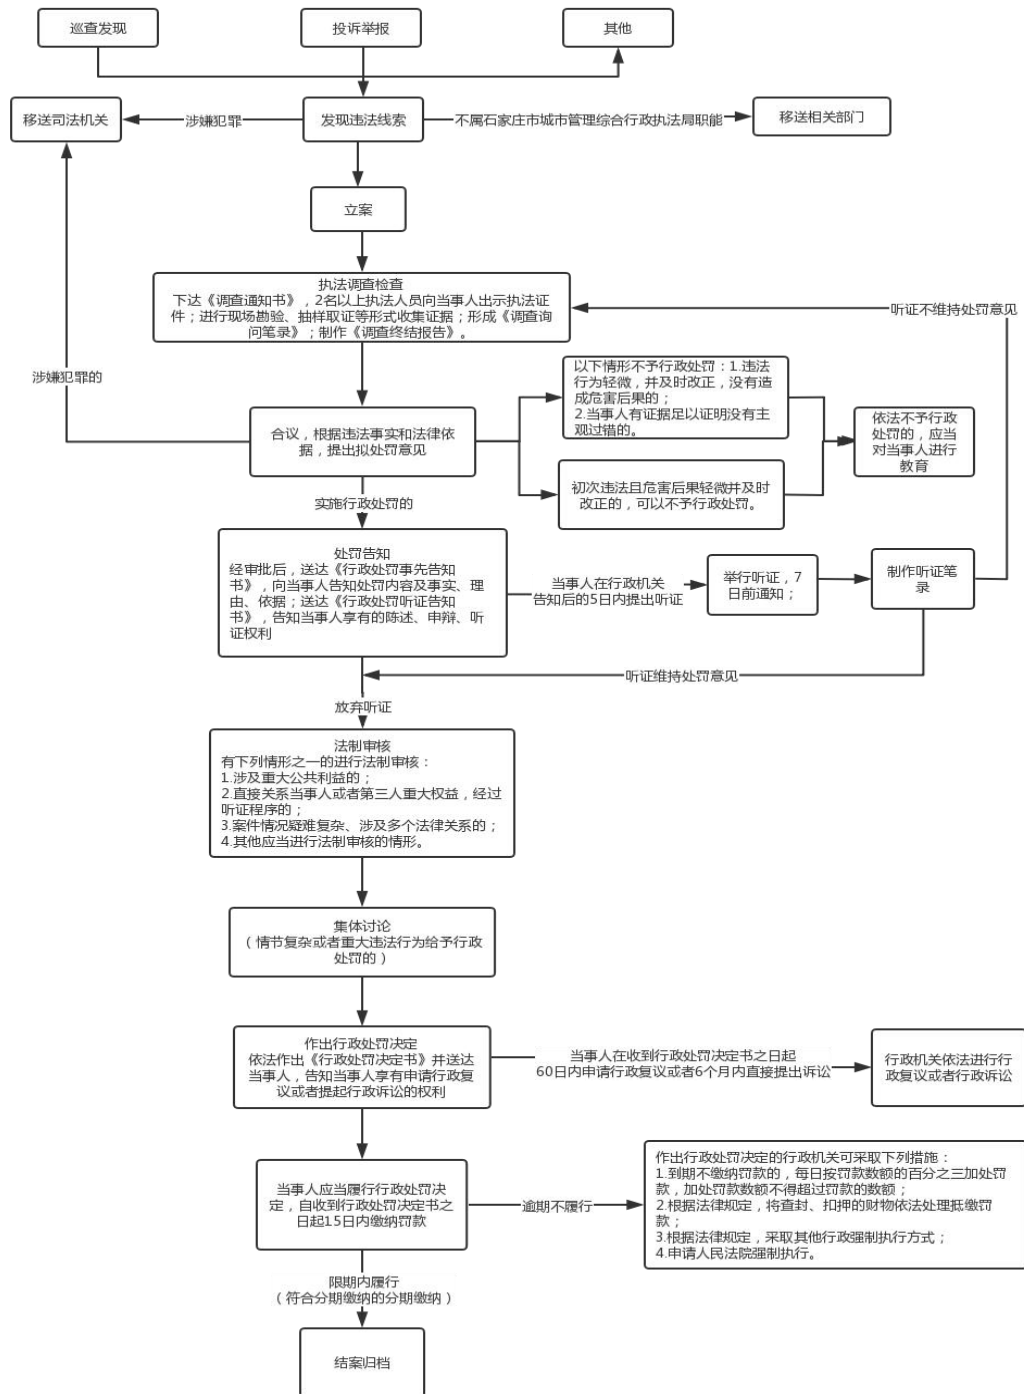 巡查发现
投诉举报
其他
移送司法机关
涉嫌犯罪
发现违法线索
不属石家庄市城市管理综合行政执法局职能
移送相关部门
立案
执法调查检查
下达《调查通知书》，2名以上执法人员向当事人出示执法证
件；进行现场勘验、抽样取证等形式收集证据；形成《调查询
问笔录》；制作《调查终结报告》。
听证不维持处罚意见
涉嫌犯罪的
以下情形不予行政处罚：1.违法
行为轻微，并及时改正，没有造
成危害后果的；
2.当事人有证据足以证明没有主
观过错的。
合议，根据违法事实和法律依
据，提出拟处罚意见
依法不予行政
处罚的，应当
对当事人进行
教育
初次违法且危害后果轻微并及时
改正的，可以不予行政处罚。
实施行政处罚的
处罚告知
经审批后，送达《行政处罚事先告知
书》，向当事人告知处罚内容及事实、理
由、依据；送达《行政处罚听证告知
书》，告知当事人享有的陈述、申辩、听
证权利
当事人在行政机关
告知后的5日内提出听证
举行听证，7
日前通知；
制作听证笔
录
听证维持处罚意见
放弃听证
法制审核
有下列情形之一的进行法制审核：
1.涉及重大公共利益的；
2.直接关系当事人或者第三人重大权益，经过
听证程序的；
3.案件情况疑难复杂、涉及多个法律关系的；
4.其他应当进行法制审核的情形。
集体讨论
（情节复杂或者重大违法行为给予行政
处罚的）
作出行政处罚决定
依法作出《行政处罚决定书》并送达
当事人，告知当事人享有申请行政复
议或者提起行政诉讼的权利
当事人在收到行政处罚决定书之日起
60日内申请行政复议或者6个月内直接提出诉讼
行政机关依法进行行
政复议或者行政诉讼
当事人应当履行行政处罚决
定，自收到行政处罚决定书之
日起15日内缴纳罚款
逾期不履行
作出行政处罚决定的行政机关可采取下列措施：
1.到期不缴纳罚款的，每日按罚款数额的百分之三加处罚
款，加处罚款数额不得超过罚款的数额；
2.根据法律规定，将查封、扣押的财物依法处理抵缴罚
款；
3.根据法律规定，采取其他行政强制执行方式；
4.申请人民法院强制执行。
限期内履行
（符合分期缴纳的分期缴纳）
结案归档